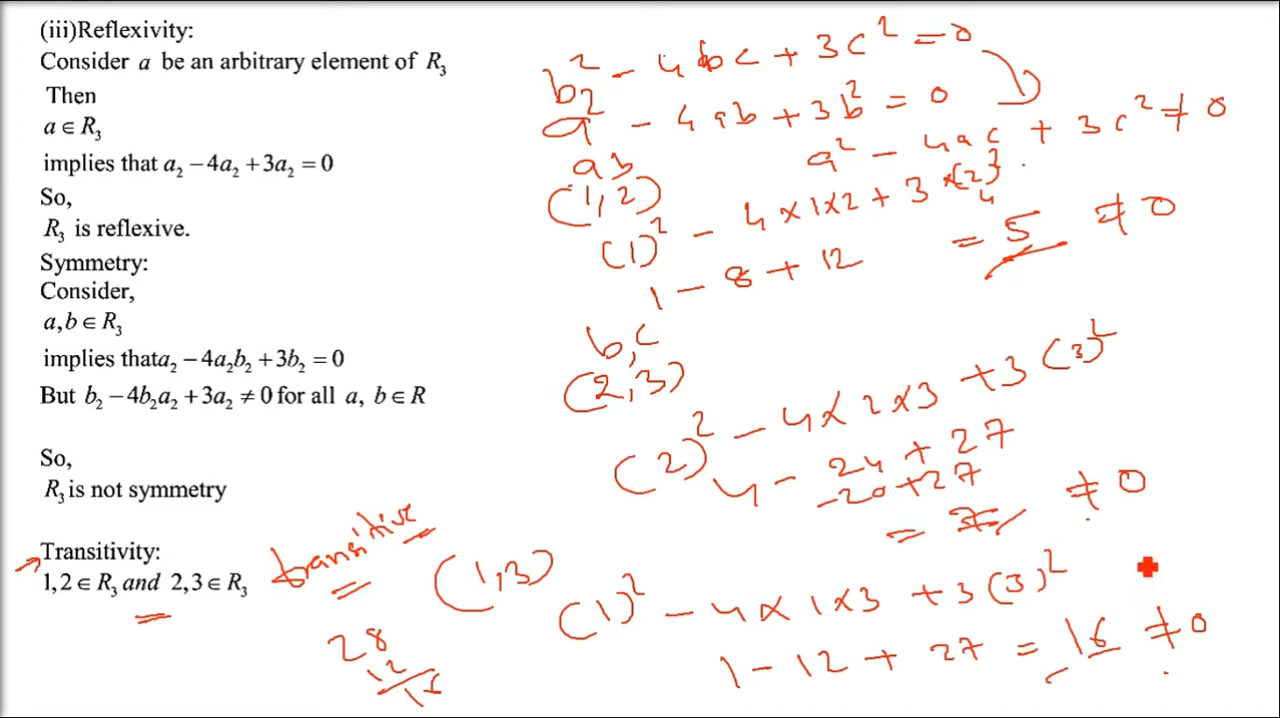 (iii)Reflexivity:
Consider a be an arbitrary element of R₃
Then
a ∈ R₃
implies that a₂ − 4a₂ + 3a₂ = 0
So,
R₃ is reflexive.
Symmetry:
Consider,
a,b ∈ R₃
implies thata₂ − 4a₂b₂ + 3b₂ = 0
But b₂ − 4b₂a₂ + 3a₂ ≠ 0 for all a, b ∈ R
So,
R₃ is not symmetry
Transitivity:
1,2 ∈ R₃ and 2,3 ∈ R₃
transitive
b² − 4bc + 3c² = 0
a² − 4ab + 3b² = 0
a² − 4ac + 3c² ≠ 0
a b
(1,2)
(1)² − 4×1×2 + 3×(2)²
4
1 − 8 + 12 = 5 ≠ 0
b,c
(2,3)
(2)² − 4×2×3 + 3(3)²
4 − 24 + 27
−20+27
= 7 ≠ 0
(1,3)
(1)² − 4×1×3 + 3(3)²
1 − 12 + 27 = 16 ≠ 0
28
12
16